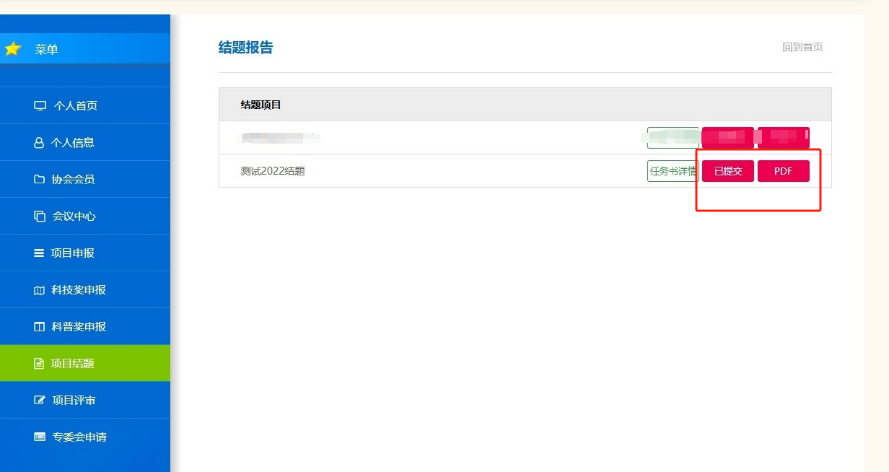 菜单
个人首页
个人信息
协会会员
会议中心
项目申报
科技奖申报
科普奖申报
项目结题
项目评审
专委会申请
结题报告 回到首页
结题项目
测试2022结题 任务书详情 已提交 PDF